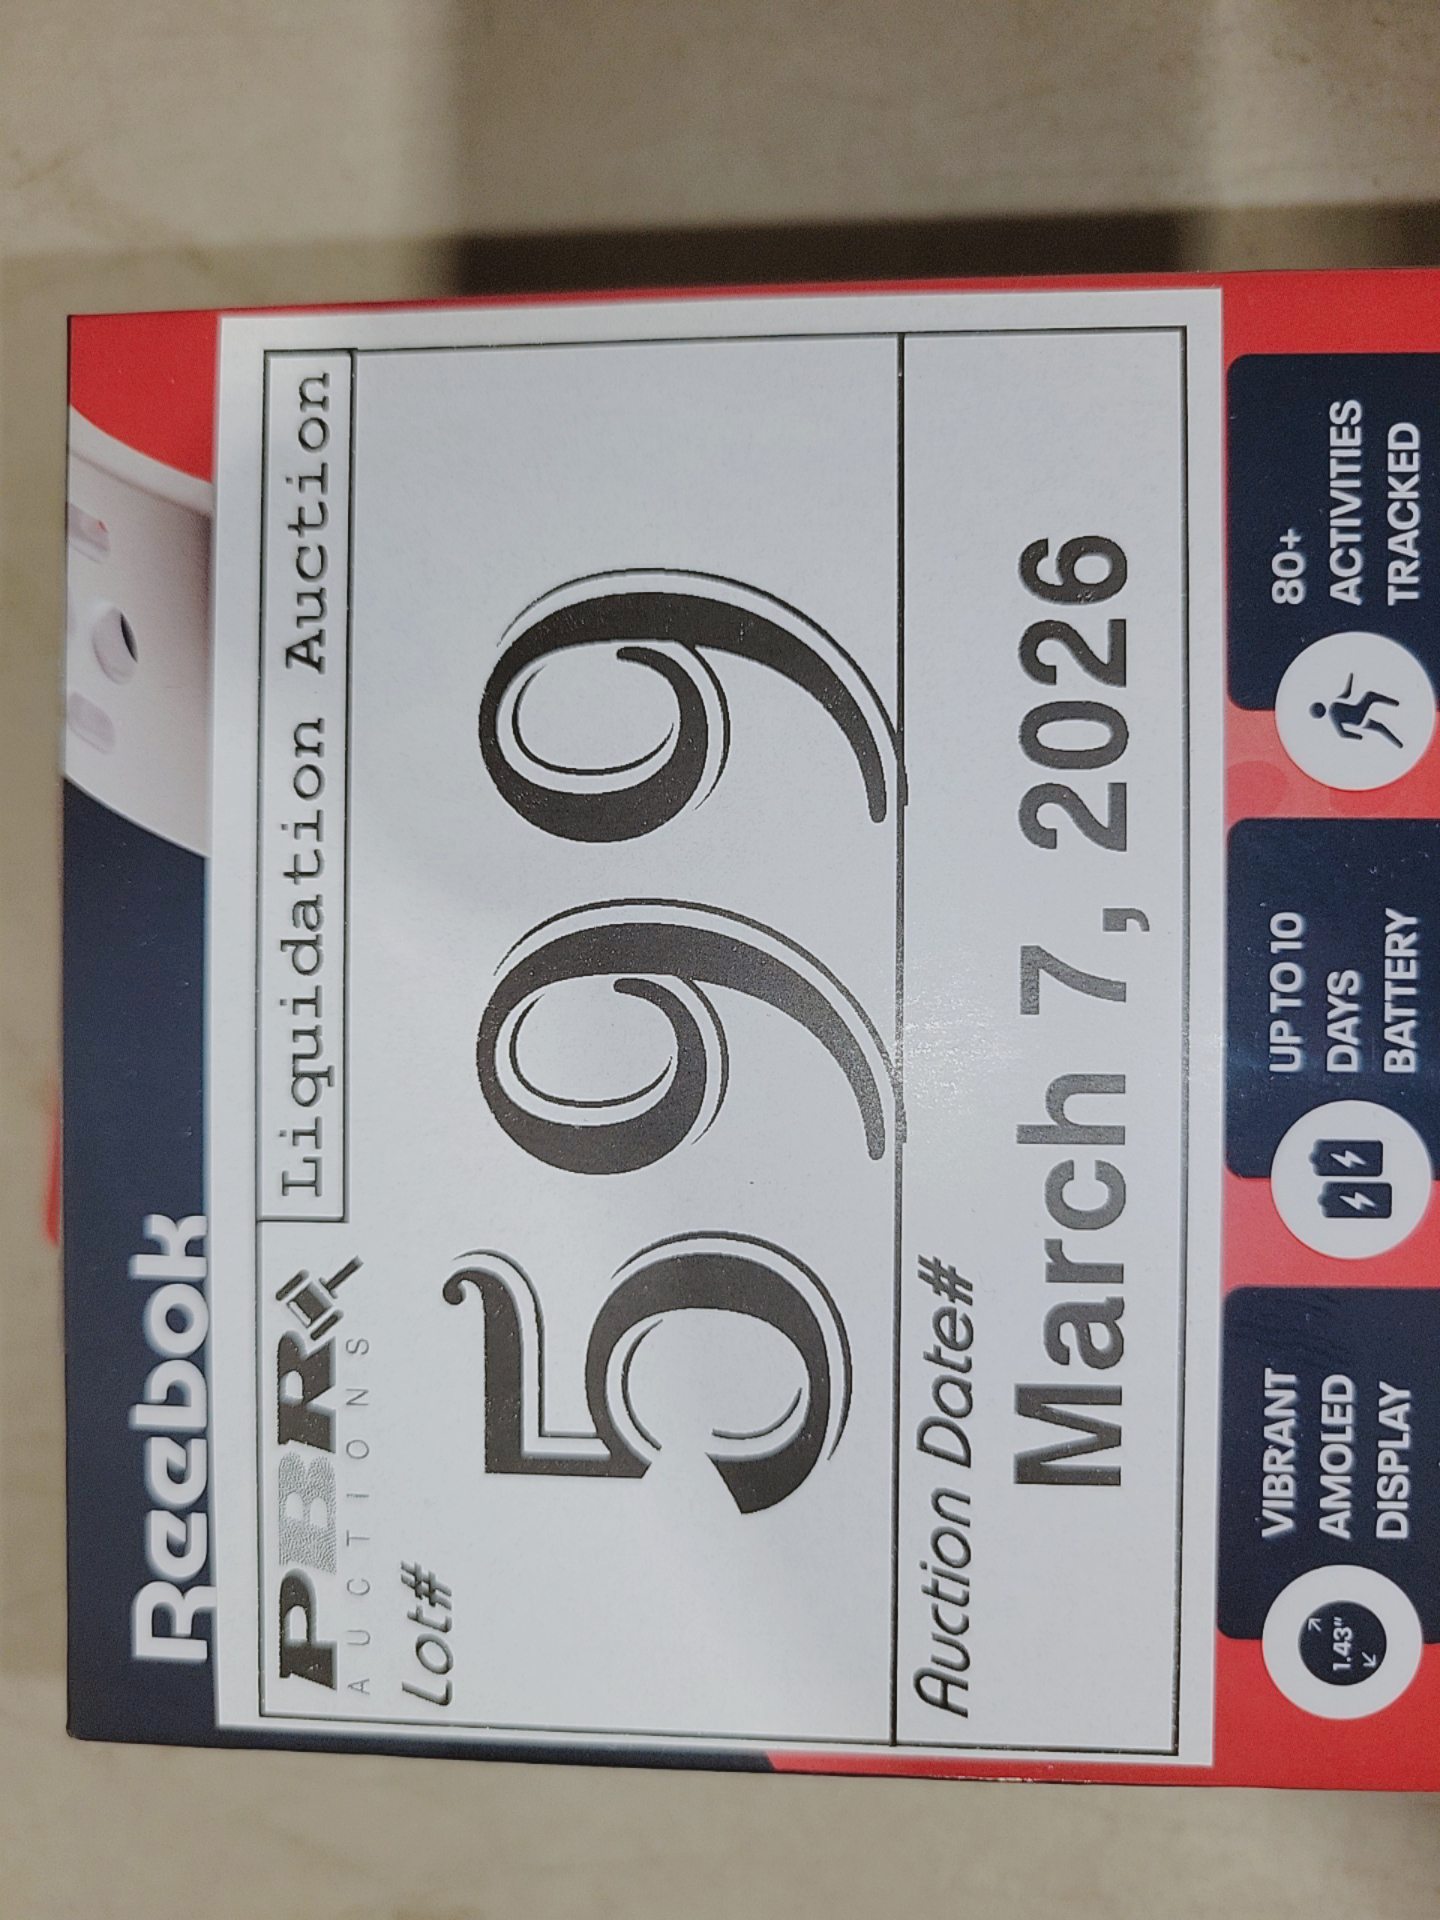 Reebok
PBR
AUCTIONS
Liquidation Auction
Lot#
599
Auction Date#
March 7, 2026
1.43"
VIBRANT
AMOLED
DISPLAY
UP TO 10
DAYS
BATTERY
80+
ACTIVITIES
TRACKED